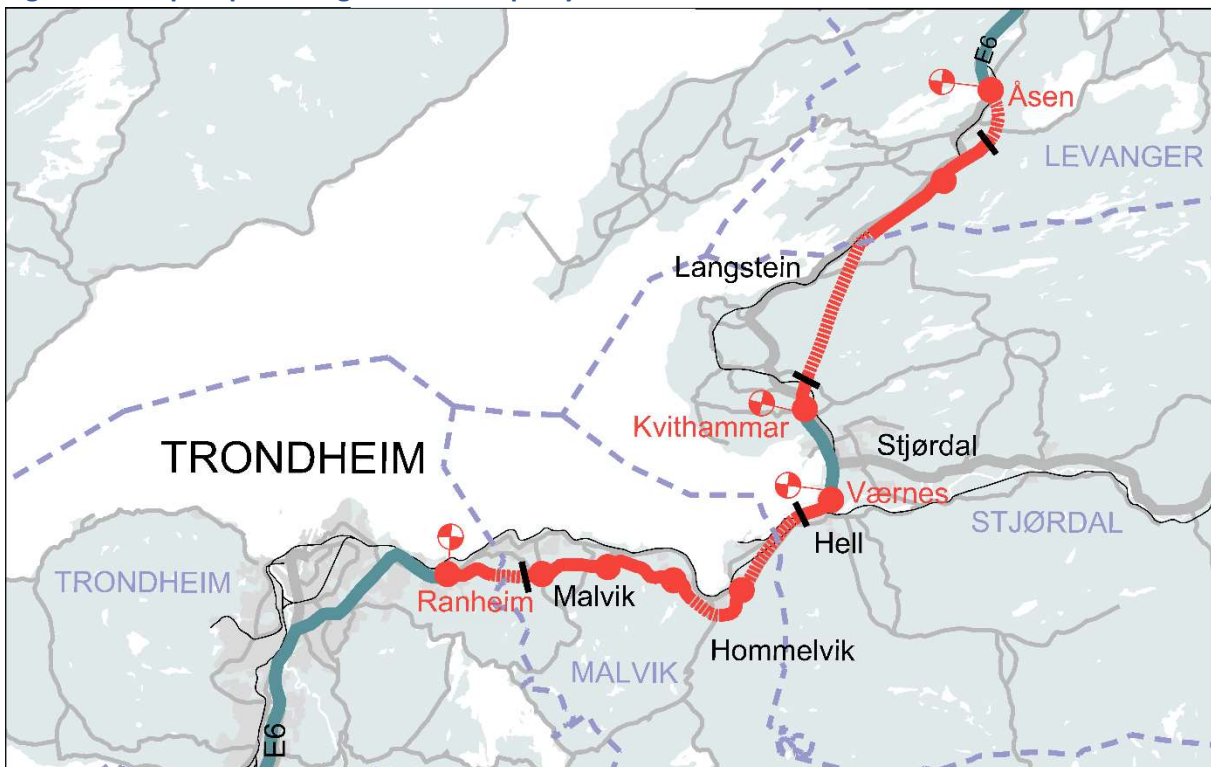 E6
Åsen
LEVANGER
Langstein
Kvithammar
Stjørdal
TRONDHEIM
Værnes
STJØRDAL
Hell
TRONDHEIM
Ranheim
Malvik
Hommelvik
MALVIK
E6